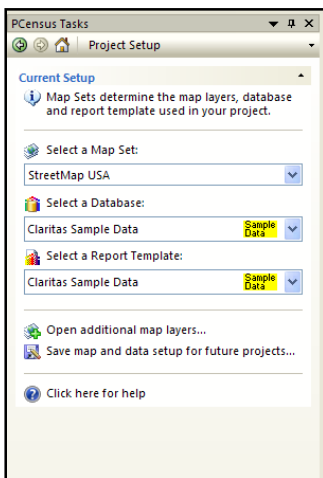 PCensus Tasks
Project Setup
Current Setup
Map Sets determine the map layers, database
and report template used in your project.
Select a Map Set:
StreetMap USA
Select a Database:
Claritas Sample Data
Sample
Data
Select a Report Template:
Claritas Sample Data
Sample
Data
Open additional map layers...
Save map and data setup for future projects...
Click here for help